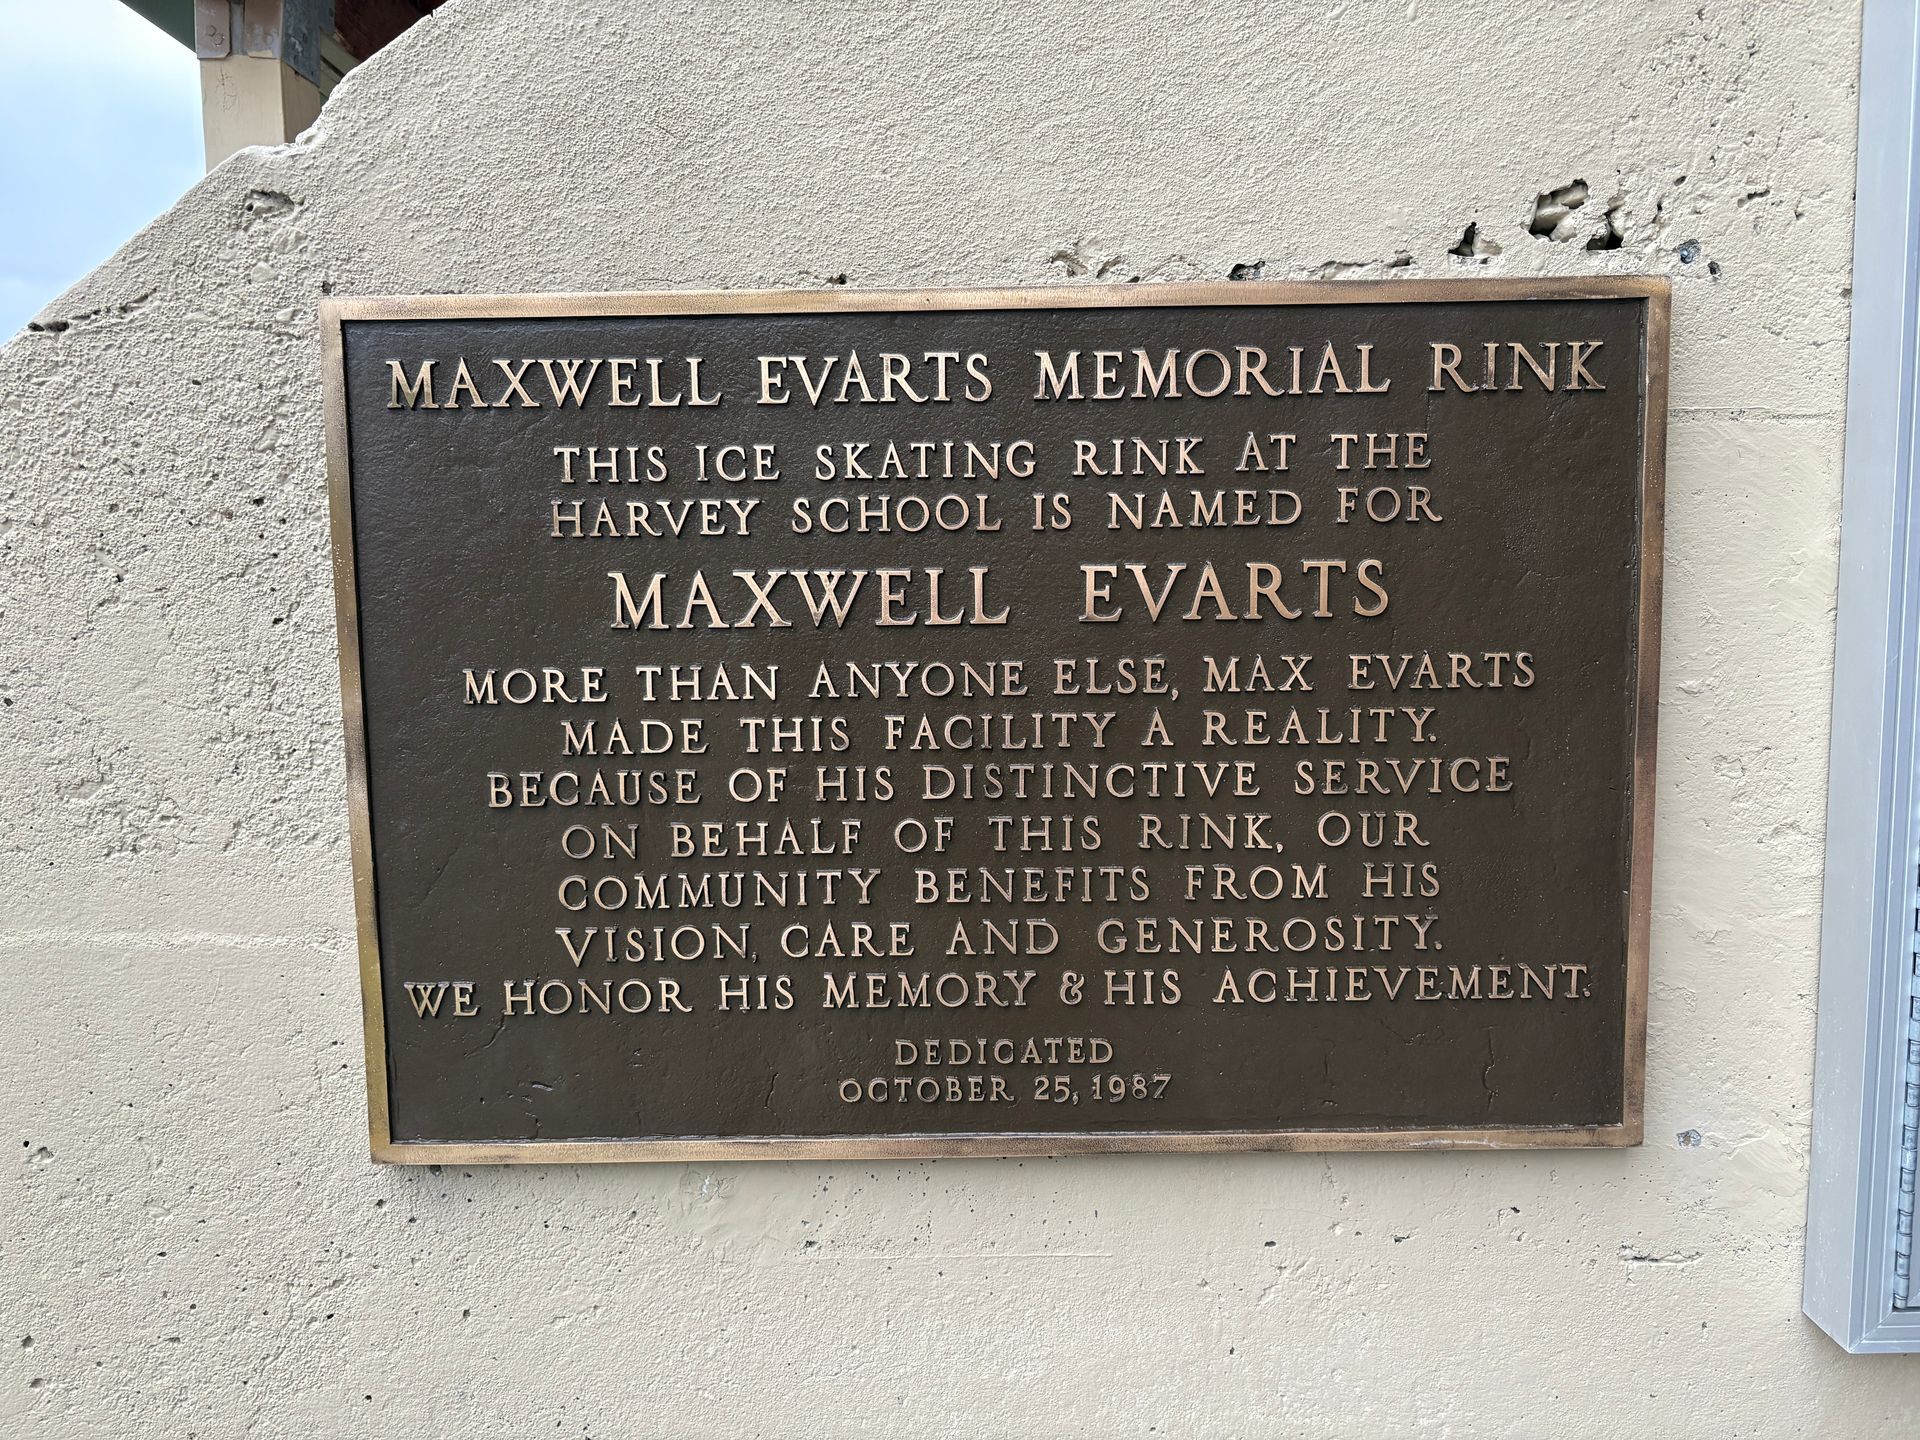 MAXWELL EVARTS MEMORIAL RINK
THIS ICE SKATING RINK AT THE
HARVEY SCHOOL IS NAMED FOR
MAXWELL EVARTS
MORE THAN ANYONE ELSE, MAX EVARTS
MADE THIS FACILITY A REALITY.
BECAUSE OF HIS DISTINCTIVE SERVICE
ON BEHALF OF THIS RINK, OUR
COMMUNITY BENEFITS FROM HIS
VISION, CARE AND GENEROSITY.
WE HONOR HIS MEMORY & HIS ACHIEVEMENT.
DEDICATED
OCTOBER 25, 1987